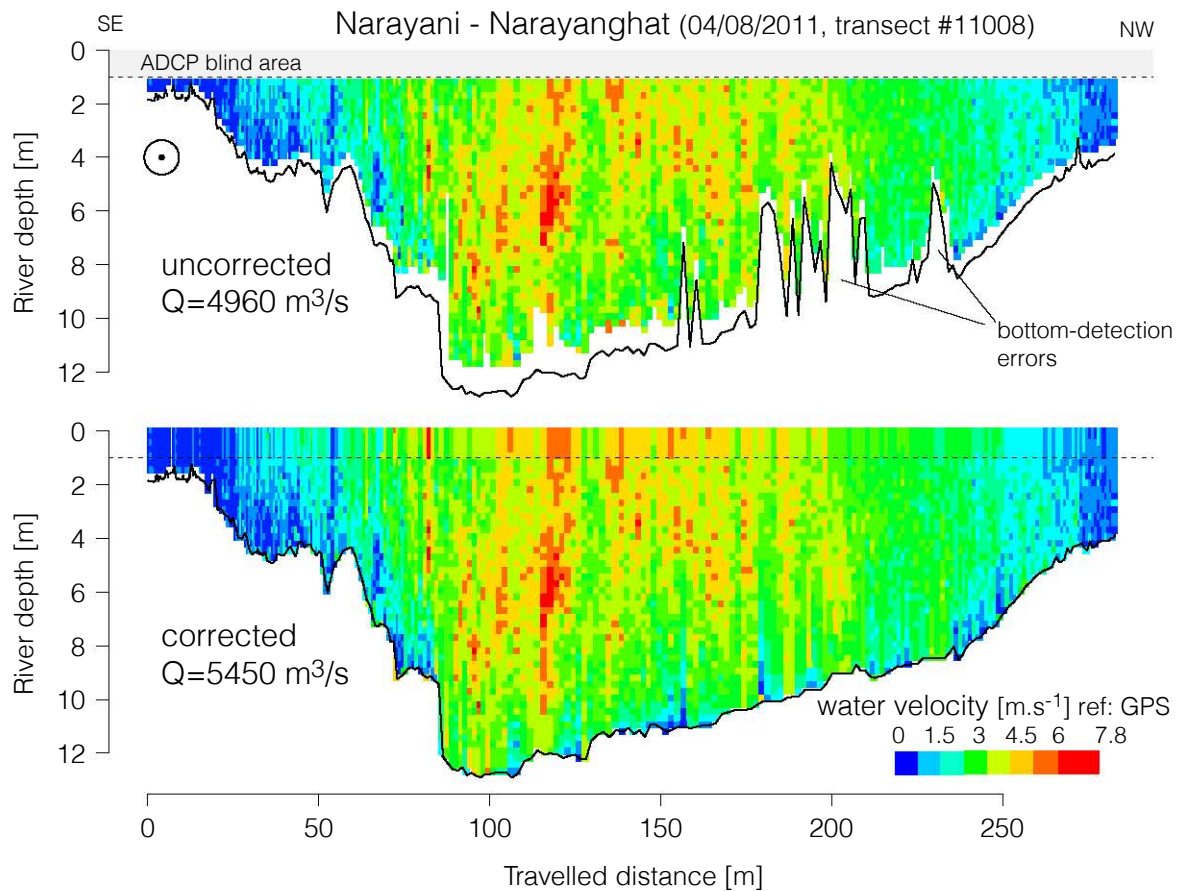 SE
Narayani - Narayanghat (04/08/2011, transect #11008)
NW
ADCP blind area
0
2
4
6
8
10
12
River depth [m]
uncorrected
Q=4960 m³/s
bottom-detection
errors
0
2
4
6
8
10
12
River depth [m]
corrected
Q=5450 m³/s
water velocity [m.s⁻¹] ref: GPS
0 1.5 3 4.5 6 7.8
0 50 100 150 200 250
Travelled distance [m]